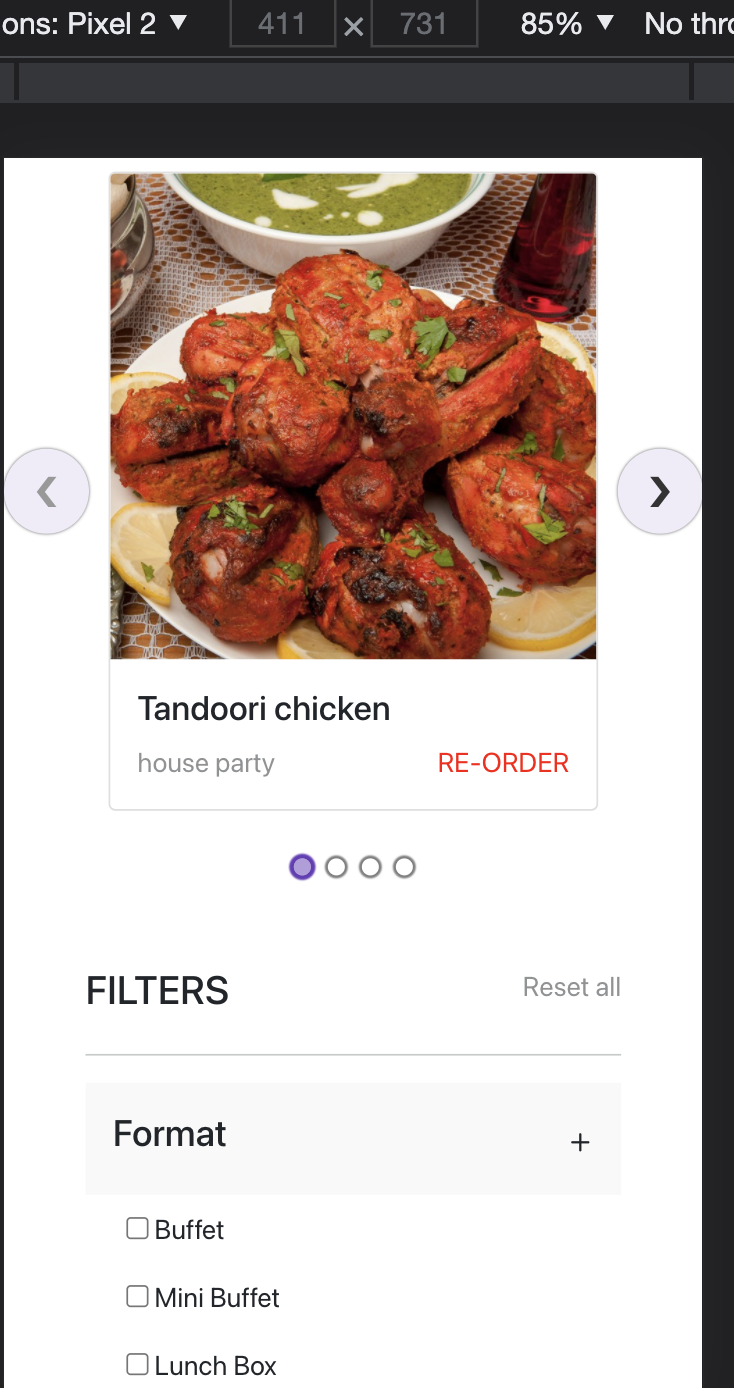 ons: Pixel 2 ▼ 411 × 731 85% ▼ No thro
Tandoori chicken
house party RE-ORDER
FILTERS Reset all
Format +
Buffet
Mini Buffet
Lunch Box